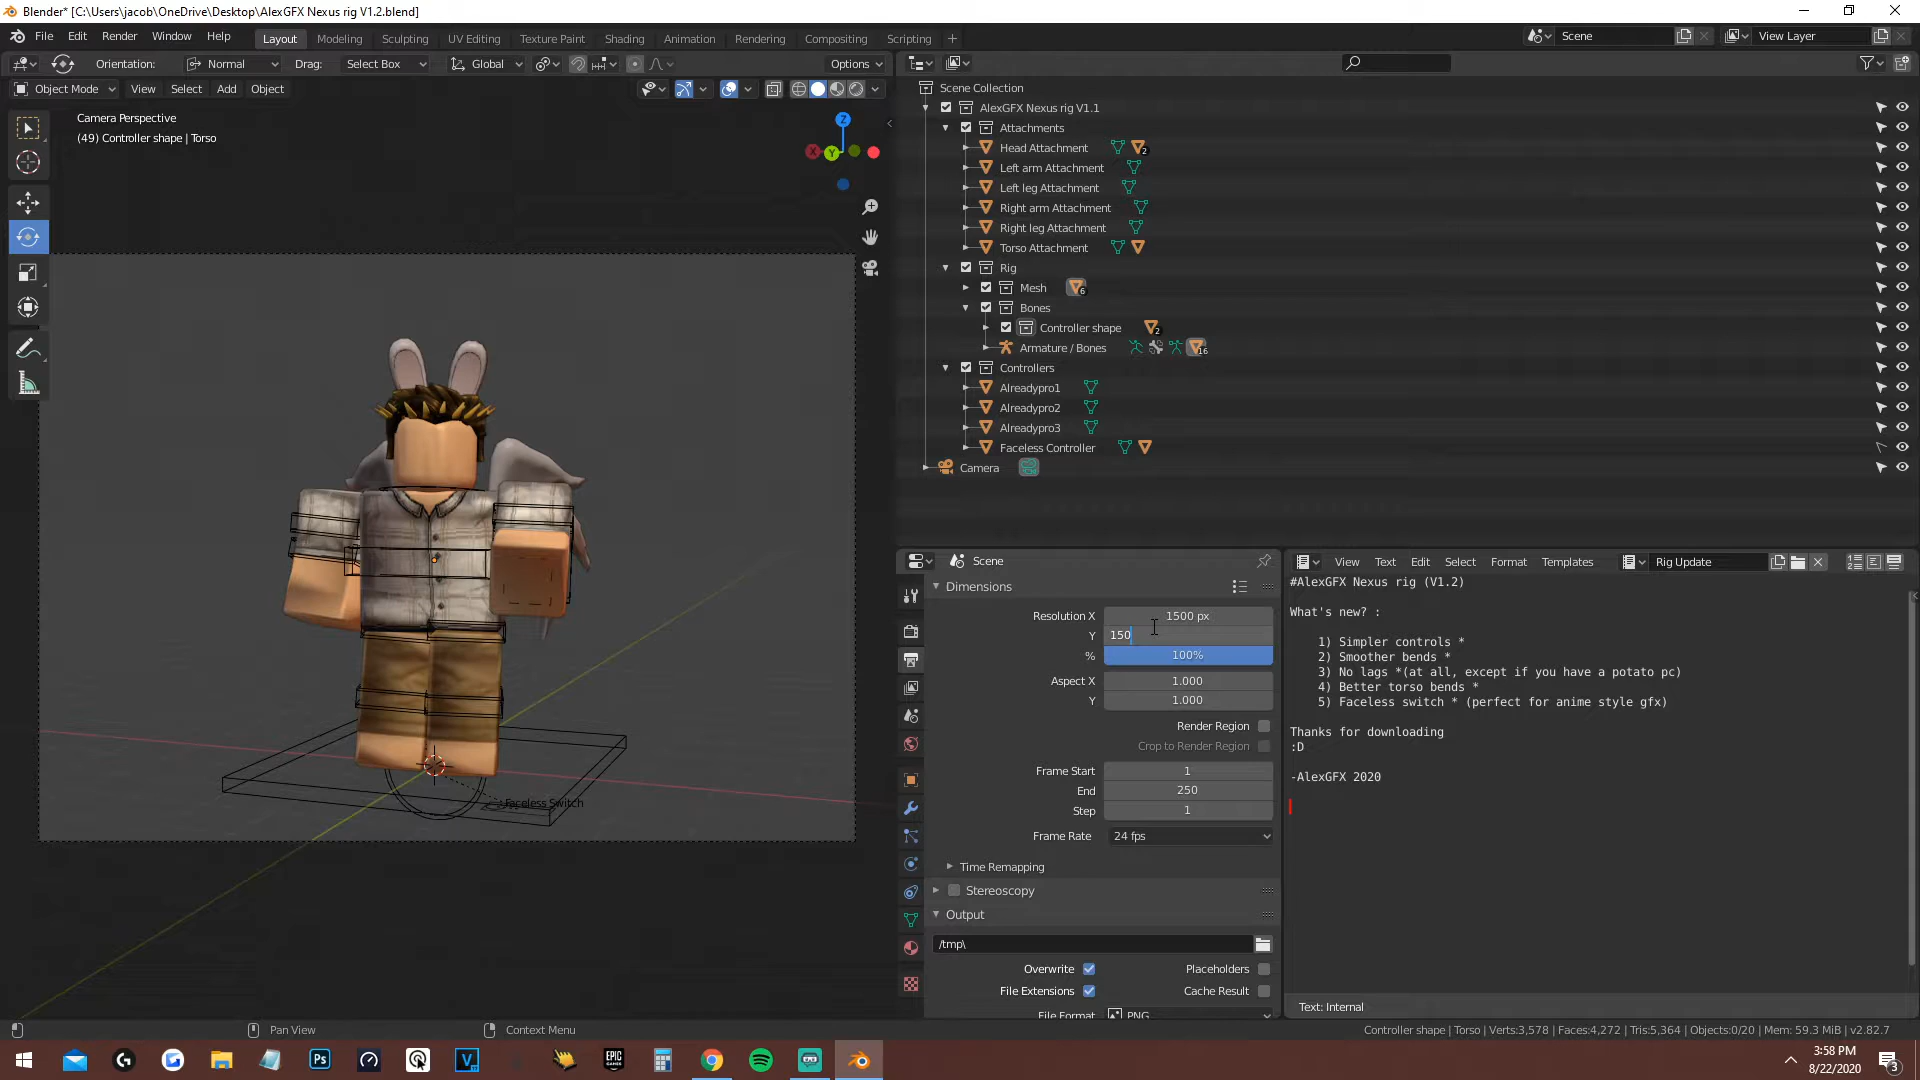 Blender* [C:\Users\jacob\OneDrive\Desktop\AlexGFX Nexus rig V1.2.blend]
File Edit Render Window Help Layout Modeling Sculpting UV Editing Texture Paint Shading Animation Rendering Compositing Scripting + Scene View Layer
Orientation: Normal Drag: Select Box Global Options
Object Mode View Select Add Object
Camera Perspective
(49) Controller shape | Torso
Z
X Y
Faceless Switch
Scene Collection
AlexGFX Nexus rig V1.1
Attachments
Head Attachment 2
Left arm Attachment
Left leg Attachment
Right arm Attachment
Right leg Attachment
Torso Attachment
Rig
Mesh 6
Bones
Controller shape 2
Armature / Bones 16
Controllers
Alreadypro1
Alreadypro2
Alreadypro3
Faceless Controller
Camera
Scene
Dimensions
Resolution X 1500 px
Y 150
% 100%
Aspect X 1.000
Y 1.000
Render Region
Crop to Render Region
Frame Start 1
End 250
Step 1
Frame Rate 24 fps
Time Remapping
Stereoscopy
Output
/tmp\
Overwrite Placeholders
File Extensions Cache Result
File Format PNG
View Text Edit Select Format Templates Rig Update
#AlexGFX Nexus rig (V1.2)
What's new? :
1) Simpler controls *
2) Smoother bends *
3) No lags *(at all, except if you have a potato pc)
4) Better torso bends *
5) Faceless switch * (perfect for anime style gfx)
Thanks for downloading
:D
-AlexGFX 2020
Text: Internal
Pan View Context Menu
Controller shape | Torso | Verts:3,578 | Faces:4,272 | Tris:5,364 | Objects:0/20 | Mem: 59.3 MiB | v2.82.7
Ps V EPIC GAMES
3:58 PM
8/22/2020
3